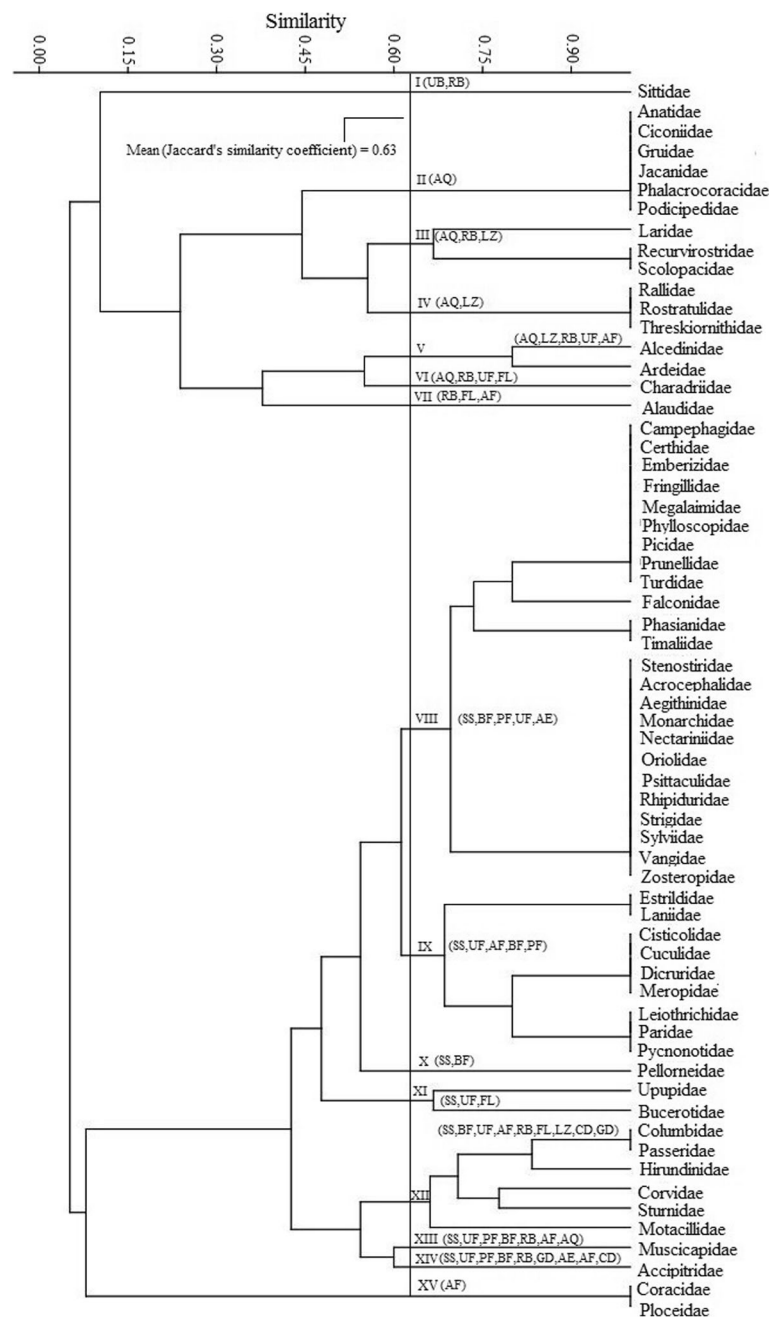 Similarity
0.00 0.15 0.30 0.45 0.60 0.75 0.90
I (UB,RB)
Sittidae
Anatidae
Ciconiidae
Mean (Jaccard's similarity coefficient) = 0.63
Gruidae
Jacanidae
II (AQ)
Phalacrocoracidae
Podicipedidae
Laridae
III (AQ,RB,LZ)
Recurvirostridae
Scolopacidae
Rallidae
IV (AQ,LZ)
Rostratulidae
Threskiornithidae
(AQ,LZ,RB,UF,AF)
V
Alcedinidae
Ardeidae
VI (AQ,RB,UF,FL)
Charadriidae
VII (RB,FL,AF)
Alaudidae
Campephagidae
Certhidae
Emberizidae
Fringillidae
Megalaimidae
Phylloscopidae
Picidae
Prunellidae
Turdidae
Falconidae
Phasianidae
Timaliidae
Stenostiridae
Acrocephalidae
Aegithinidae
VIII (SS,BF,PF,UF,AE)
Monarchidae
Nectariniidae
Oriolidae
Psittaculidae
Rhipiduridae
Strigidae
Sylviidae
Vangidae
Zosteropidae
Estrildidae
Laniidae
Cisticolidae
IX (SS,UF,AF,BF,PF)
Cuculidae
Dicruridae
Meropidae
Leiothrichidae
Paridae
Pycnonotidae
X (SS,BF)
Pellorneidae
XI
Upupidae
(SS,UF,FL)
Bucerotidae
(SS,BF,UF,AF,RB,FL,LZ,CD,GD)
Columbidae
Passeridae
Hirundinidae
XII
Corvidae
Sturnidae
Motacillidae
XIII (SS,UF,PF,BF,RB,AF,AQ)
Muscicapidae
XIV (SS,UF,PF,BF,RB,GD,AE,AF,CD)
Accipitridae
XV (AF)
Coracidae
Ploceidae